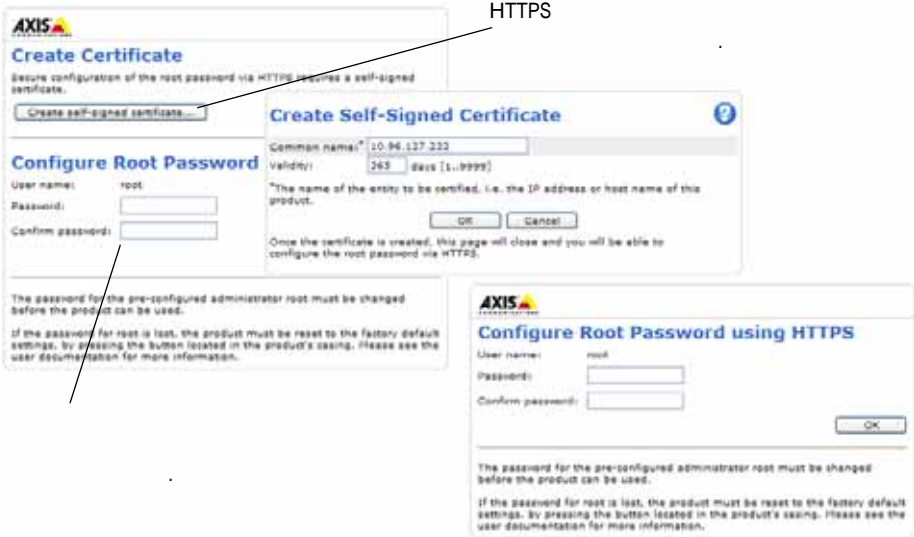 HTTPS
AXIS
COMMUNICATIONS
Create Certificate
Secure configuration of the root password via HTTPS requires a self-signed
certificate.
Create self-signed certificate...
Configure Root Password
User name: root
Password:
Confirm password:
The password for the pre-configured administrator root must be changed
before the product can be used.
If the password for root is lost, the product must be reset to the factory default
settings, by pressing the button located in the product's casing. Please see the
user documentation for more information.
Create Self-Signed Certificate
Common name:* 10.96.127.232
Validity: 365 days [1..9999]
*The name of the entity to be certified, i.e. the IP address or host name of this
product.
OK Cancel
Once the certificate is created, this page will close and you will be able to
configure the root password via HTTPS.
AXIS
COMMUNICATIONS
Configure Root Password using HTTPS
User name: root
Password:
Confirm password:
OK
The password for the pre-configured administrator root must be changed
before the product can be used.
If the password for root is lost, the product must be reset to the factory default
settings, by pressing the button located in the product's casing. Please see the
user documentation for more information.